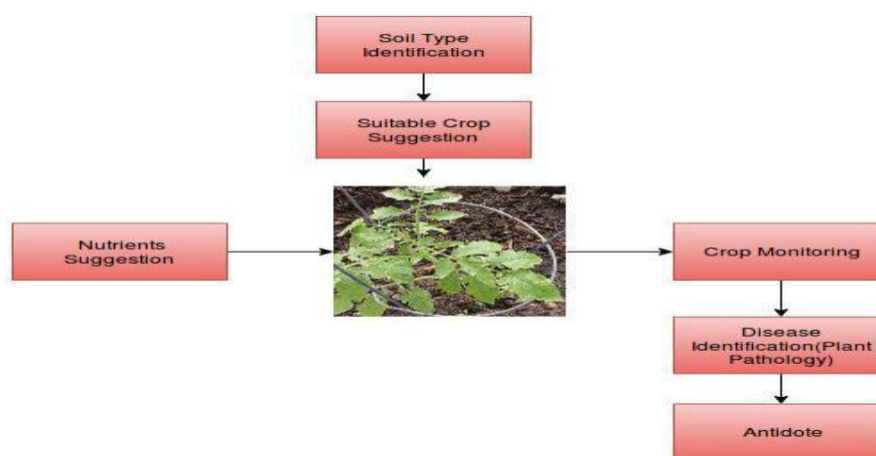 Soil Type
Identification
Suitable Crop
Suggestion
Nutrients
Suggestion
Crop Monitoring
Disease
Identification(Plant
Pathology)
Antidote